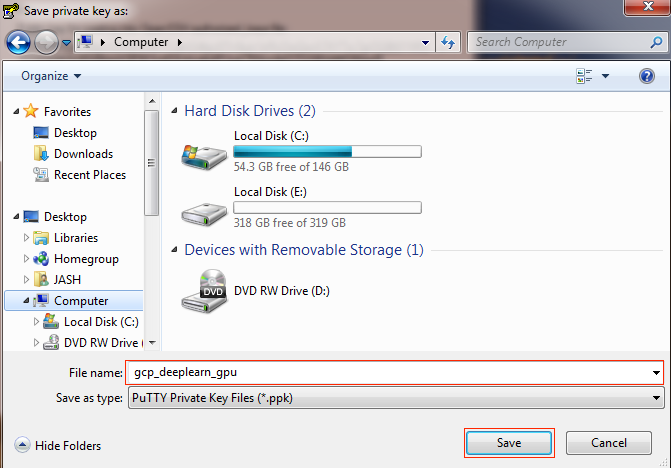 Save private key as:
Computer
Search Computer
Organize
Favorites
Desktop
Downloads
Recent Places
Desktop
Libraries
Homegroup
JASH
Computer
Local Disk (C:)
DVD RW Drive (
Hard Disk Drives (2)
Local Disk (C:)
54.3 GB free of 146 GB
Local Disk (E:)
318 GB free of 319 GB
Devices with Removable Storage (1)
DVD
DVD RW Drive (D:)
File name: gcp_deeplearn_gpu
Save as type: PuTTY Private Key Files (*.ppk)
Hide Folders
Save
Cancel